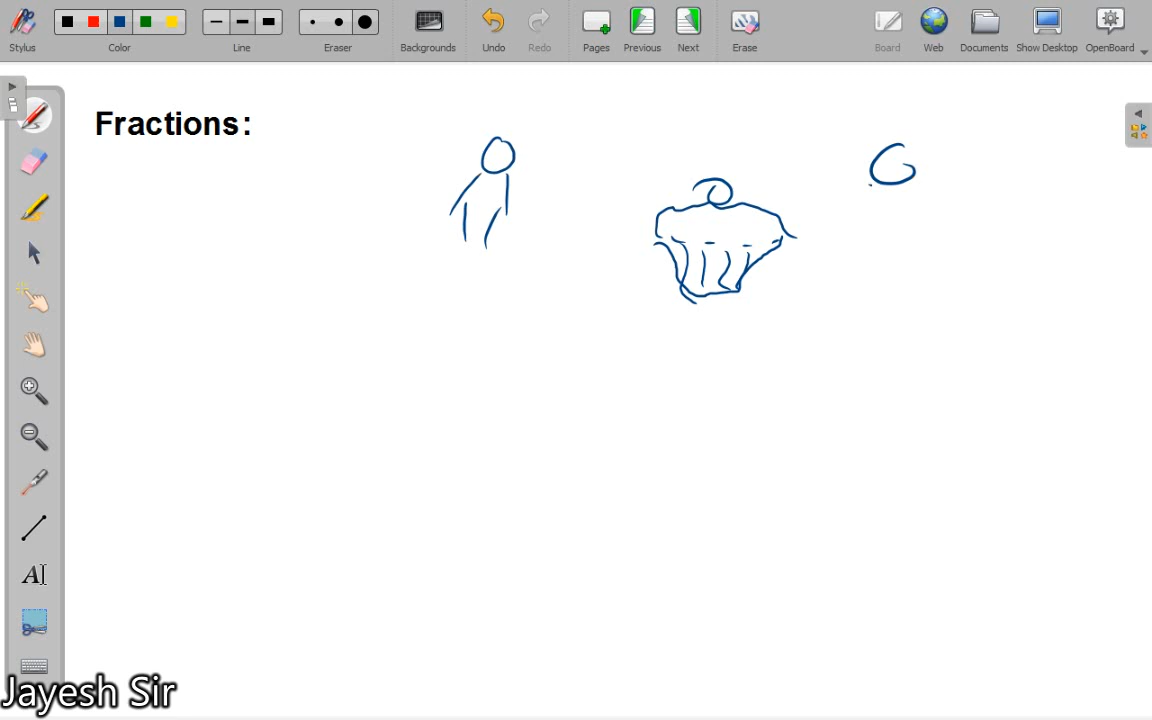 Stylus
Color
Line
Eraser
Backgrounds
Undo
Redo
Pages
Previous
Next
Erase
Board
Web
Documents
Show Desktop
OpenBoard
Fractions:
A
Jayesh Sir